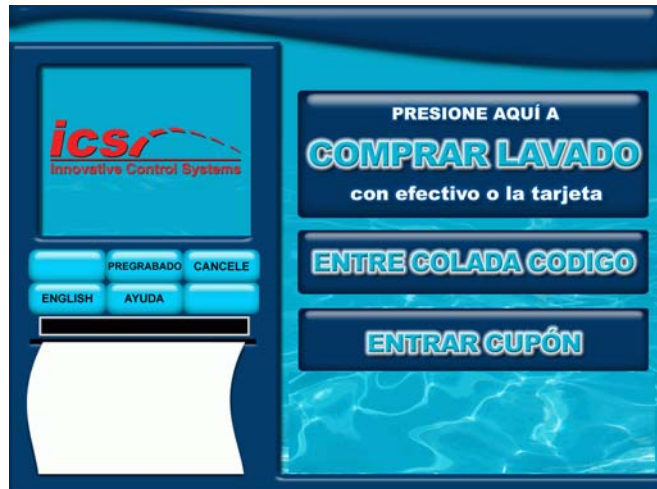 ics
Innovative Control Systems
PREGRABADO CANCELE
ENGLISH AYUDA
PRESIONE AQUÍ A
COMPRAR LAVADO
con efectivo o la tarjeta
ENTRE COLADA CODIGO
ENTRAR CUPÓN